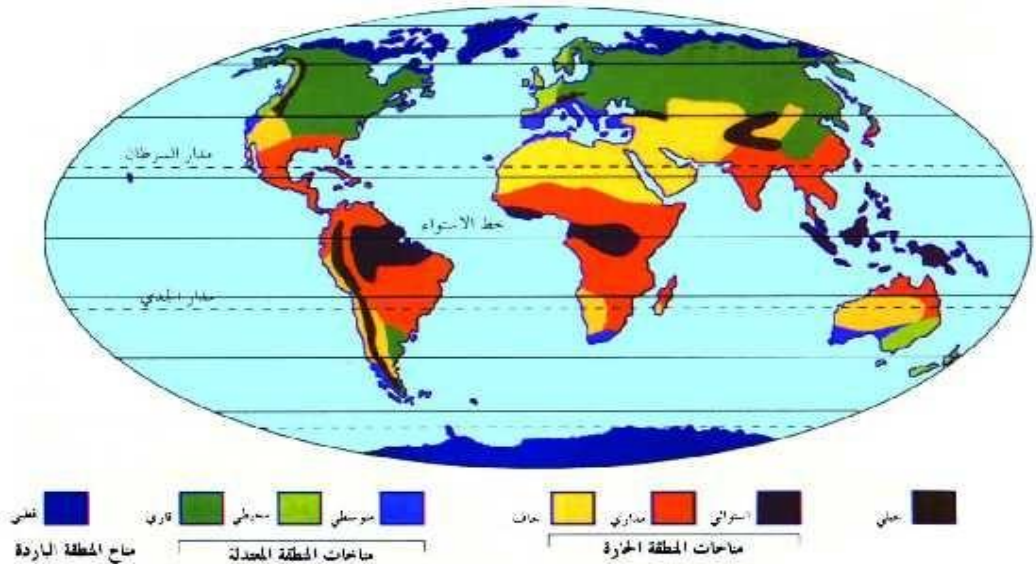 مدار السرطان
خط الاستواء
مدار الجدي
جبلي استوائي مداري جاف متوسطي محيطي قاري قطبي
مناخات المنطقة الحارة مناخات المنطقة المعتدلة مناخ المنطقة الباردة